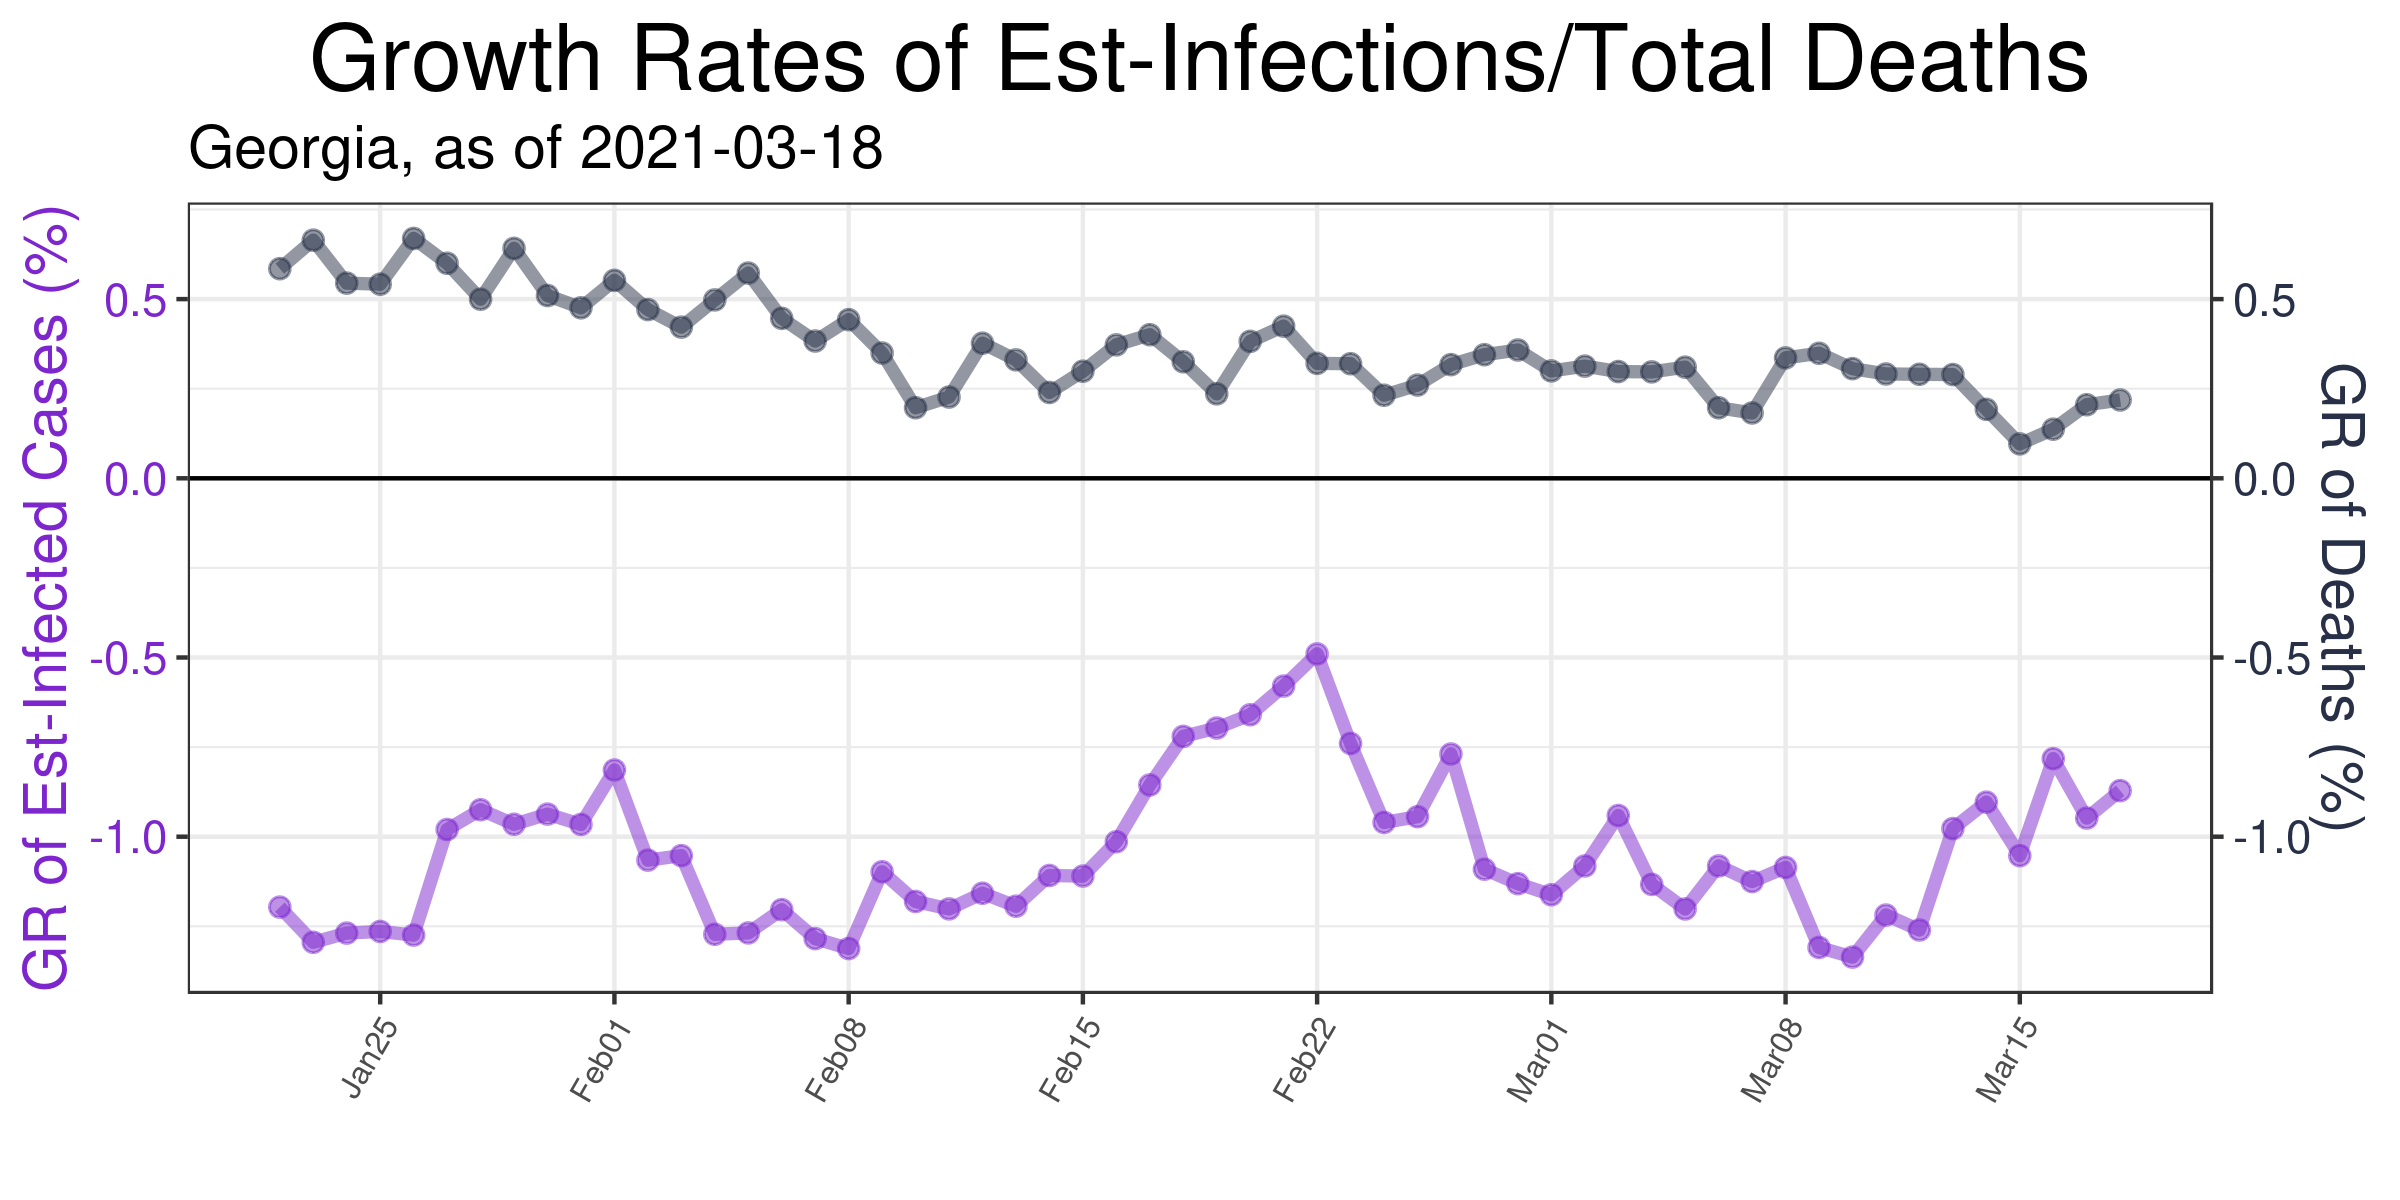 Growth Rates of Est-Infections/Total Deaths
Georgia, as of 2021-03-18
GR of Est-Infected Cases (%)
0.5
0.0
-0.5
-1.0
0.5
0.0
-0.5
-1.0
GR of Deaths (%)
Jan25
Feb01
Feb08
Feb15
Feb22
Mar01
Mar08
Mar15